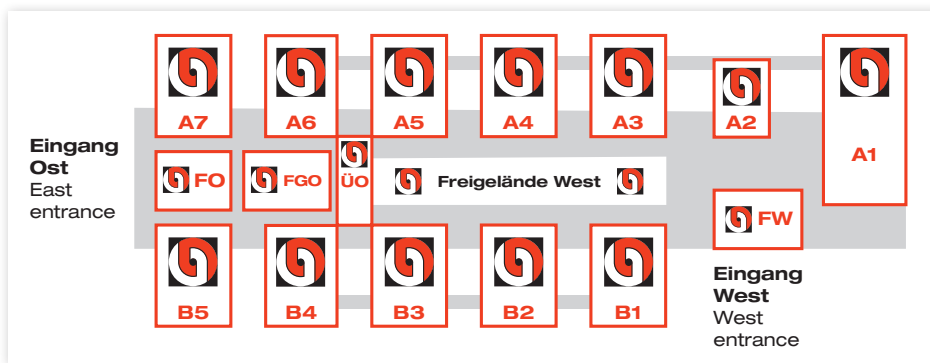 A7
A6
A5
A4
A3
A2
A1
Eingang
Ost
East
entrance
FO
FGO
ÜO
Freigelände West
FW
B5
B4
B3
B2
B1
Eingang
West
West
entrance